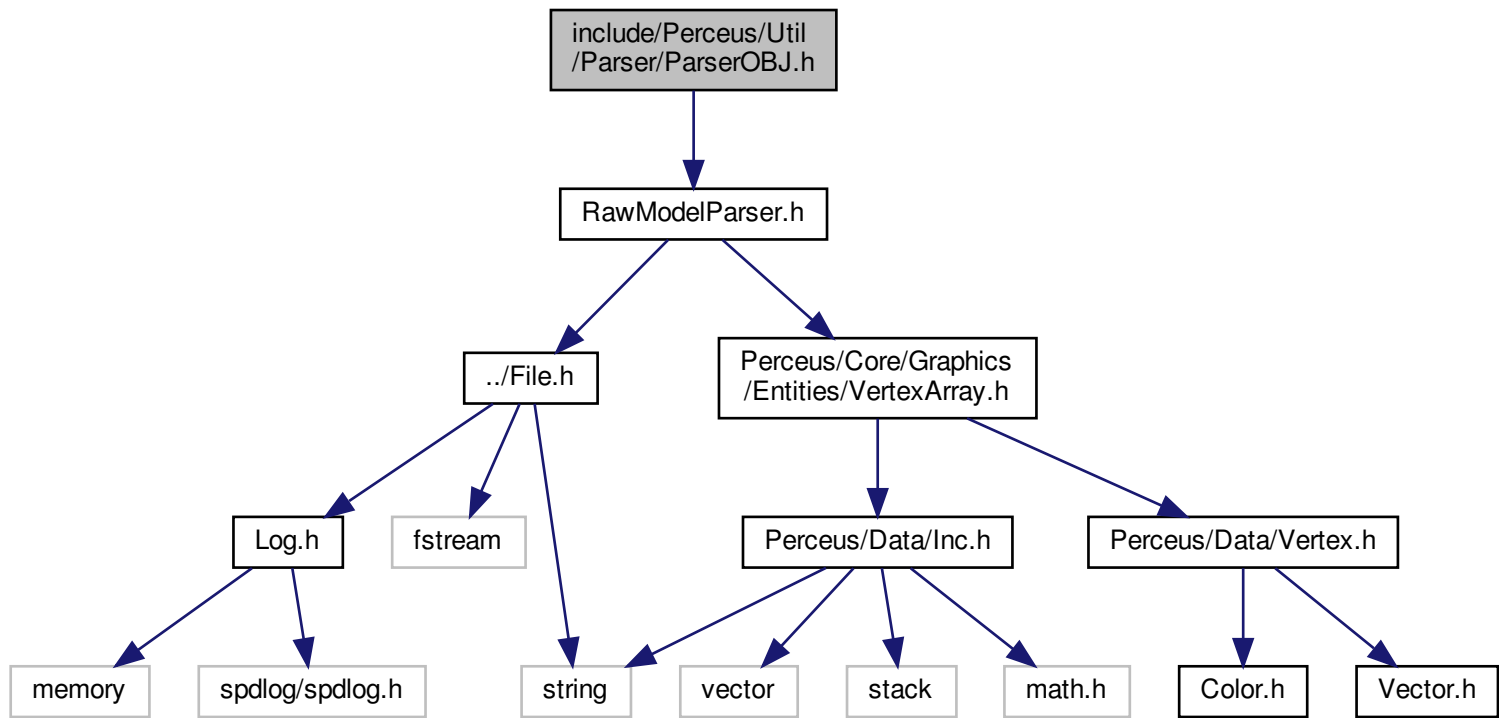 include/Perceus/Util
/Parser/ParserOBJ.h
RawModelParser.h
../File.h
Perceus/Core/Graphics
/Entities/VertexArray.h
Log.h
fstream
Perceus/Data/Inc.h
Perceus/Data/Vertex.h
memory
spdlog/spdlog.h
string
vector
stack
math.h
Color.h
Vector.h